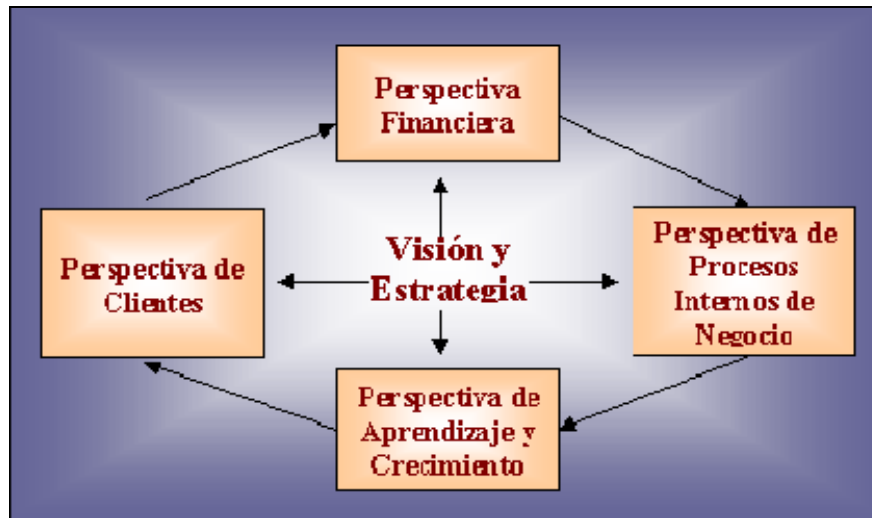 Perspectiva
Financiera
Perspectiva de
Clientes
Visión y
Estrategia
Perspectiva de
Procesos
Internos de
Negocio
Perspectiva de
Aprendizaje y
Crecimiento